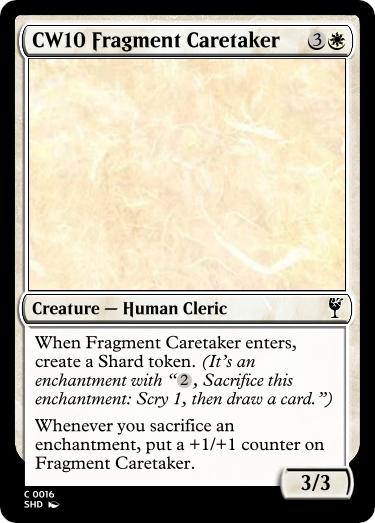 CW10 Fragment Caretaker 3
Creature — Human Cleric
When Fragment Caretaker enters,
create a Shard token. (It's an
enchantment with “2, Sacrifice this
enchantment: Scry 1, then draw a card.”)
Whenever you sacrifice an
enchantment, put a +1/+1 counter on
Fragment Caretaker.
3/3
C 0016
SHD